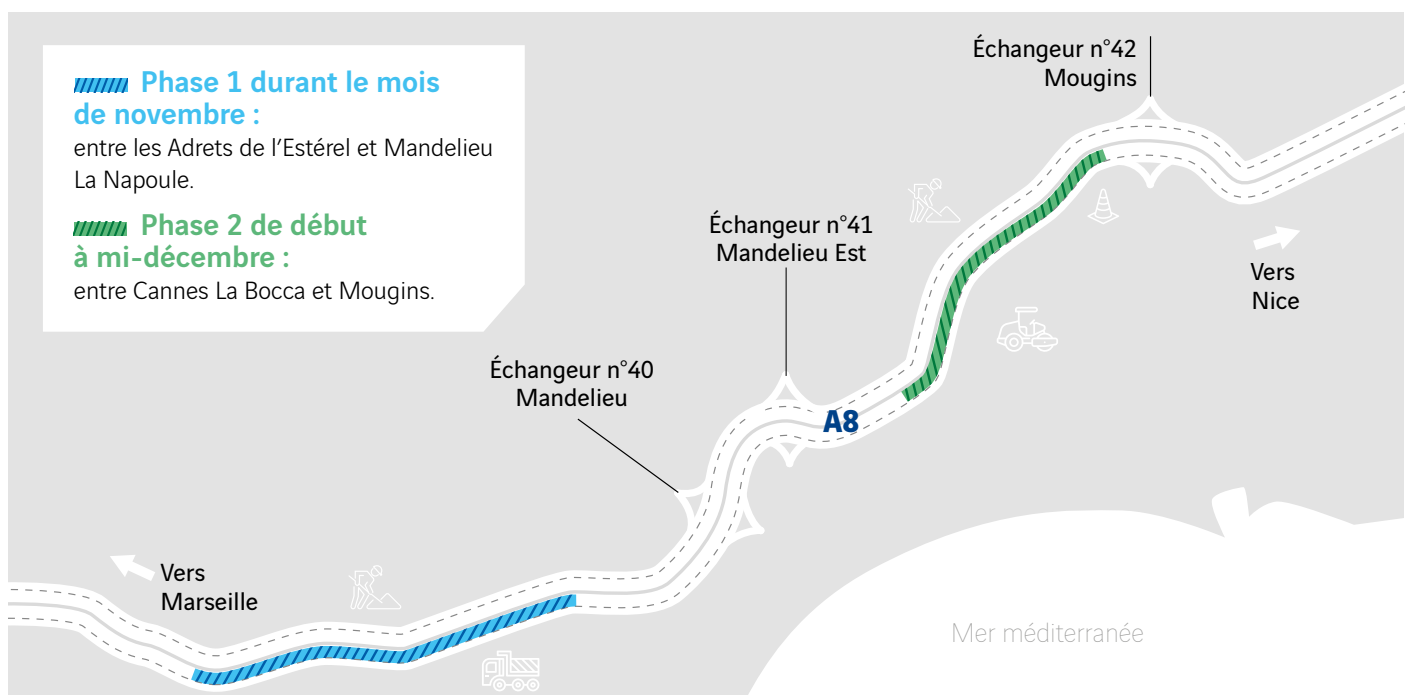 Phase 1 durant le mois
de novembre :
entre les Adrets de l’Estérel et Mandelieu
La Napoule.
Phase 2 de début
à mi-décembre :
entre Cannes La Bocca et Mougins.
Échangeur n°42
Mougins
Échangeur n°41
Mandelieu Est
Vers
Nice
Échangeur n°40
Mandelieu
A8
Vers
Marseille
Mer méditerranée